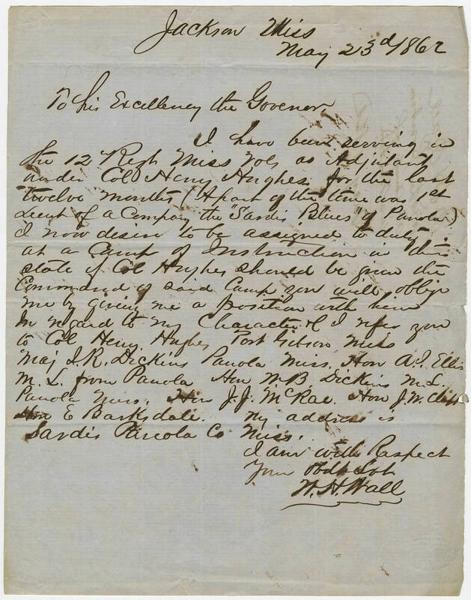 Jackson Miss
May 23d 1862
To his Excellency the Govenor
I have been serving in
the 12 Regt Miss Vols as Adjutant
under Col Henry Hughes for the last
twelve months (Apart of the time was 1st
Lieut of a Company the "Sardis Blues" of Panola)
I now desire to be assigned to duty
at a Camp of Instruction in this
state if Col Hughes should be given the
Command of said Camp you will oblige
me by giving me a position with him
In regard to my Character I refer you
to Col Henry Hughes Port Gibson Miss
Maj J. R. Dickins Panola Miss. Hon A. J. Ellis
M. L. from Panola Hon W. B. Dickins M. L.
Panola Miss. Hon J. J. McRae. Hon J. W.
Hon E Barksdale. My address is
Sardis Panola Co Miss.
I am with Respect
Your Obdt Svt
W. H. Wall